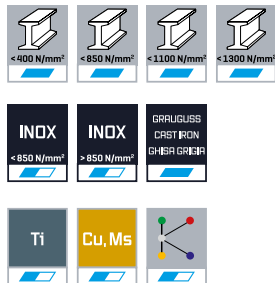 <400 N/mm² <850 N/mm² <1100 N/mm² <1300 N/mm²
INOX INOX GRAUGUSS
CAST IRON
GHISA GRIGIA
<850 N/mm² >850 N/mm²
Ti Cu, Ms